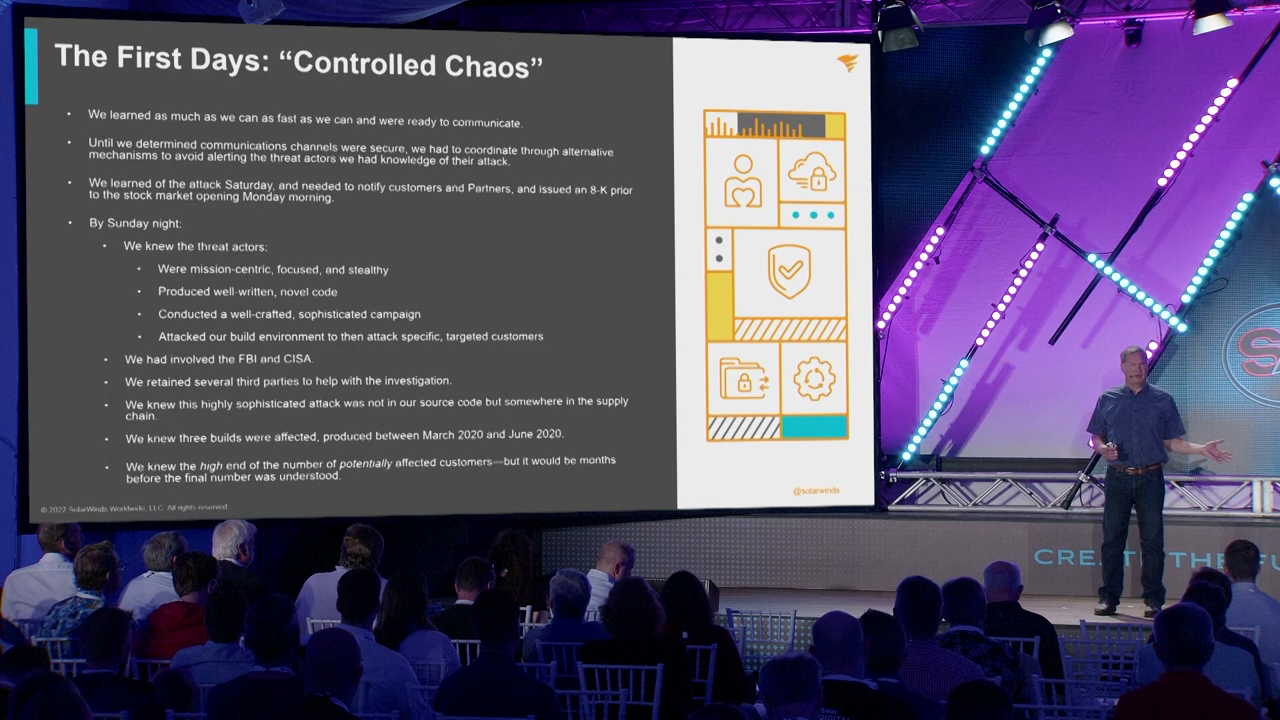 The First Days: “Controlled Chaos”
We learned as much as we can as fast as we can and were ready to communicate.
Until we determined communications channels were secure, we had to coordinate through alternative
mechanisms to avoid alerting the threat actors we had knowledge of their attack.
We learned of the attack Saturday, and needed to notify customers and Partners, and issued an 8-K prior
to the stock market opening Monday morning.
By Sunday night:
We knew the threat actors:
Were mission-centric, focused, and stealthy
Produced well-written, novel code
Conducted a well-crafted, sophisticated campaign
Attacked our build environment to then attack specific, targeted customers
We had involved the FBI and CISA.
We retained several third parties to help with the investigation.
We knew this highly sophisticated attack was not in our source code but somewhere in the supply
chain.
We knew three builds were affected, produced between March 2020 and June 2020.
We knew the high end of the number of potentially affected customers—but it would be months
before the final number was understood.
@solarwinds
© 2022 SolarWinds Worldwide, LLC. All rights reserved.
CREATE THE FU